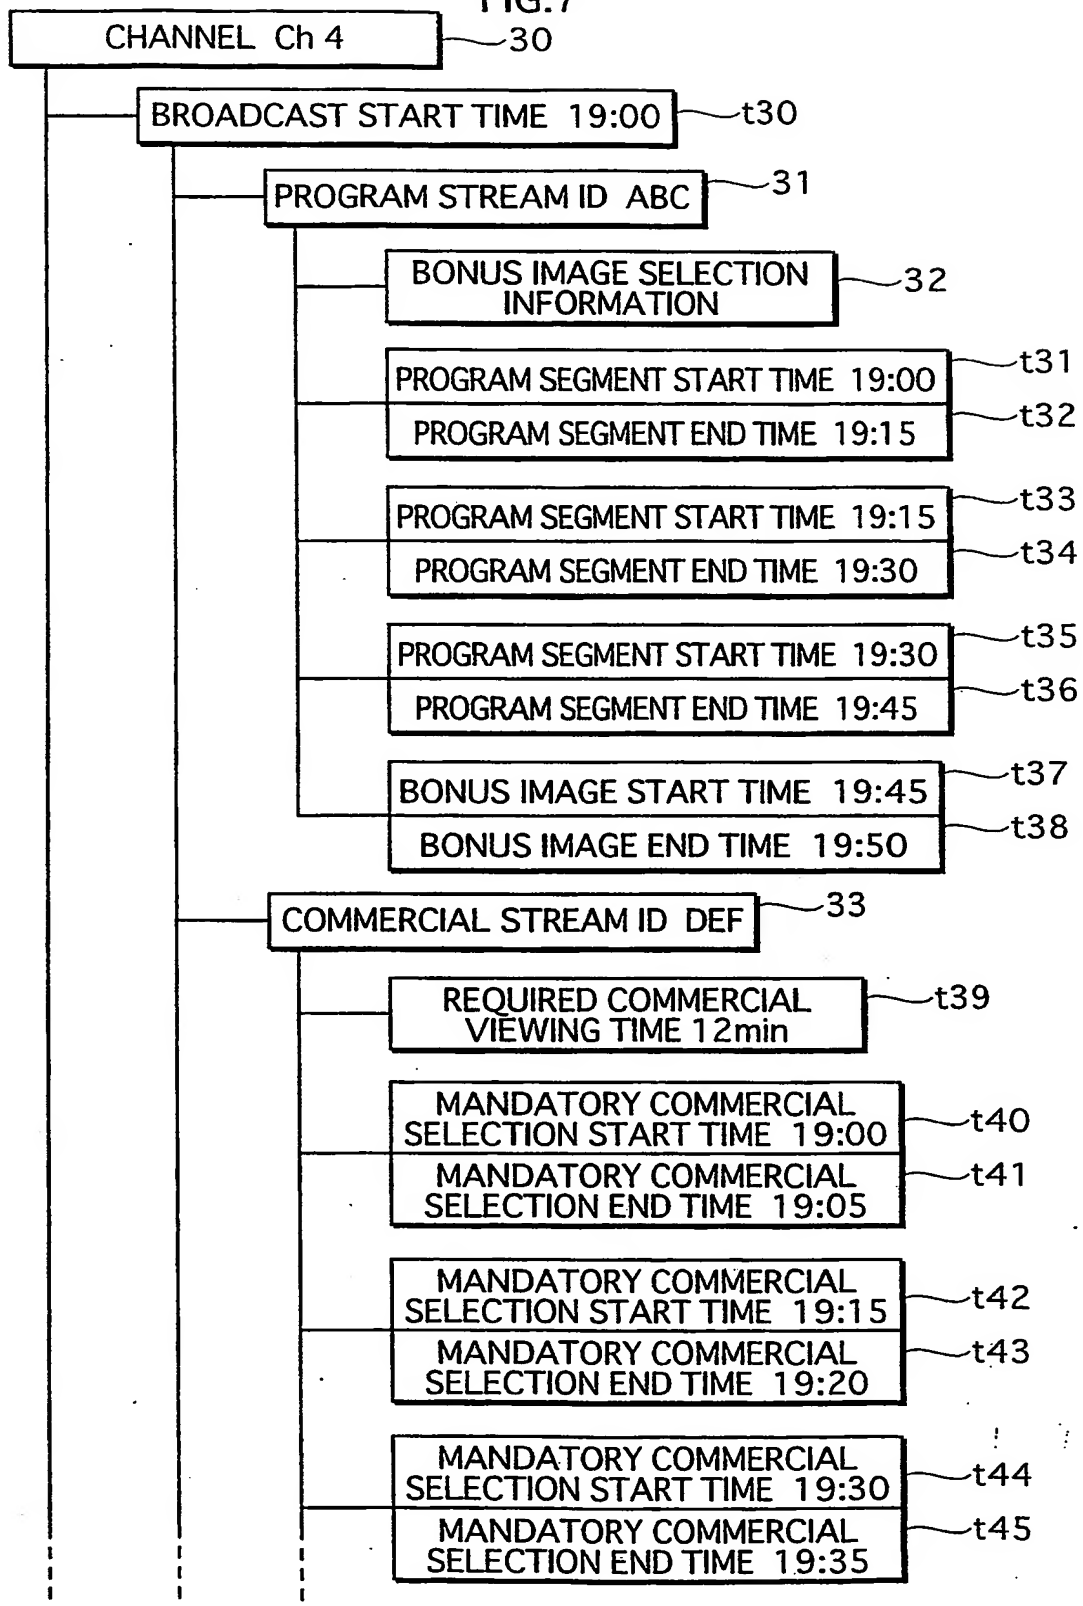 FIG.7
CHANNEL Ch 4
30
BROADCAST START TIME 19:00
t30
PROGRAM STREAM ID ABC
31
BONUS IMAGE SELECTION
INFORMATION
32
PROGRAM SEGMENT START TIME 19:00
t31
PROGRAM SEGMENT END TIME 19:15
t32
PROGRAM SEGMENT START TIME 19:15
t33
PROGRAM SEGMENT END TIME 19:30
t34
PROGRAM SEGMENT START TIME 19:30
t35
PROGRAM SEGMENT END TIME 19:45
t36
BONUS IMAGE START TIME 19:45
t37
BONUS IMAGE END TIME 19:50
t38
COMMERCIAL STREAM ID DEF
33
REQUIRED COMMERCIAL
VIEWING TIME 12min
t39
MANDATORY COMMERCIAL
SELECTION START TIME 19:00
t40
MANDATORY COMMERCIAL
SELECTION END TIME 19:05
t41
MANDATORY COMMERCIAL
SELECTION START TIME 19:15
t42
MANDATORY COMMERCIAL
SELECTION END TIME 19:20
t43
MANDATORY COMMERCIAL
SELECTION START TIME 19:30
t44
MANDATORY COMMERCIAL
SELECTION END TIME 19:35
t45